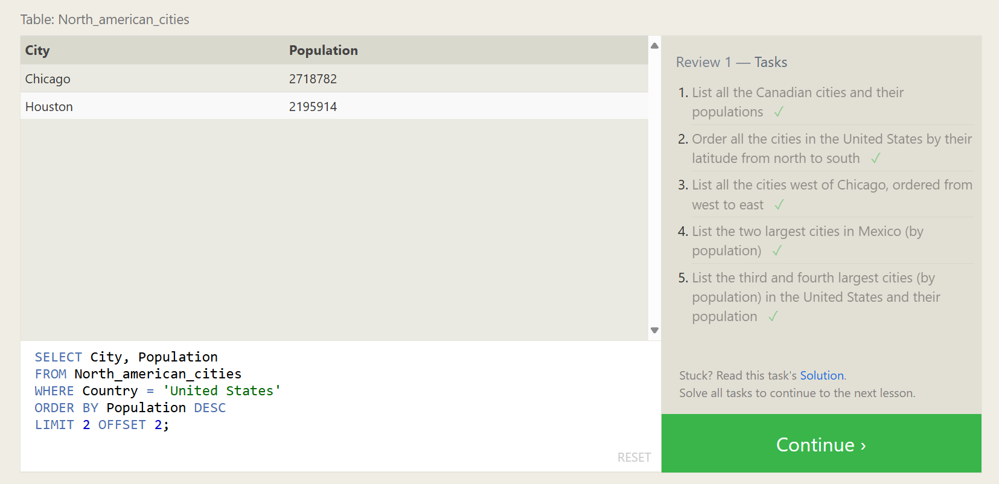 Table: North_american_cities
City Population
Chicago 2718782
Houston 2195914
SELECT City, Population
FROM North_american_cities
WHERE Country = 'United States'
ORDER BY Population DESC
LIMIT 2 OFFSET 2;
RESET
Review 1 — Tasks
1. List all the Canadian cities and their
populations ✓
2. Order all the cities in the United States by their
latitude from north to south ✓
3. List all the cities west of Chicago, ordered from
west to east ✓
4. List the two largest cities in Mexico (by
population) ✓
5. List the third and fourth largest cities (by
population) in the United States and their
population ✓
Stuck? Read this task's Solution.
Solve all tasks to continue to the next lesson.
Continue ›